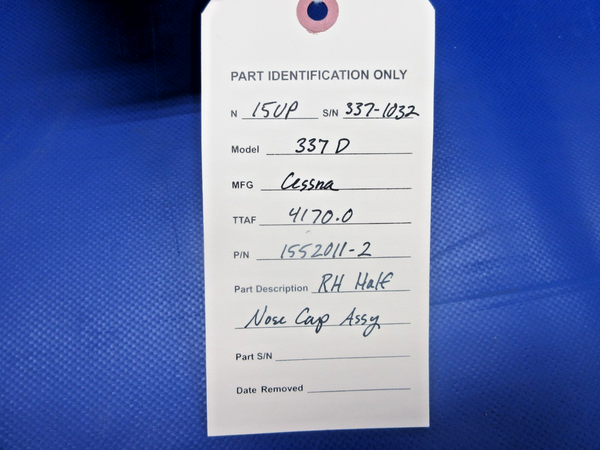 PART IDENTIFICATION ONLY
N 15UP S/N 337-1032
Model 337 D
MFG Cessna
TTAF 4170.0
P/N 1552011-2
Part Description RH Half
Nose Cap Assy
Part S/N
Date Removed